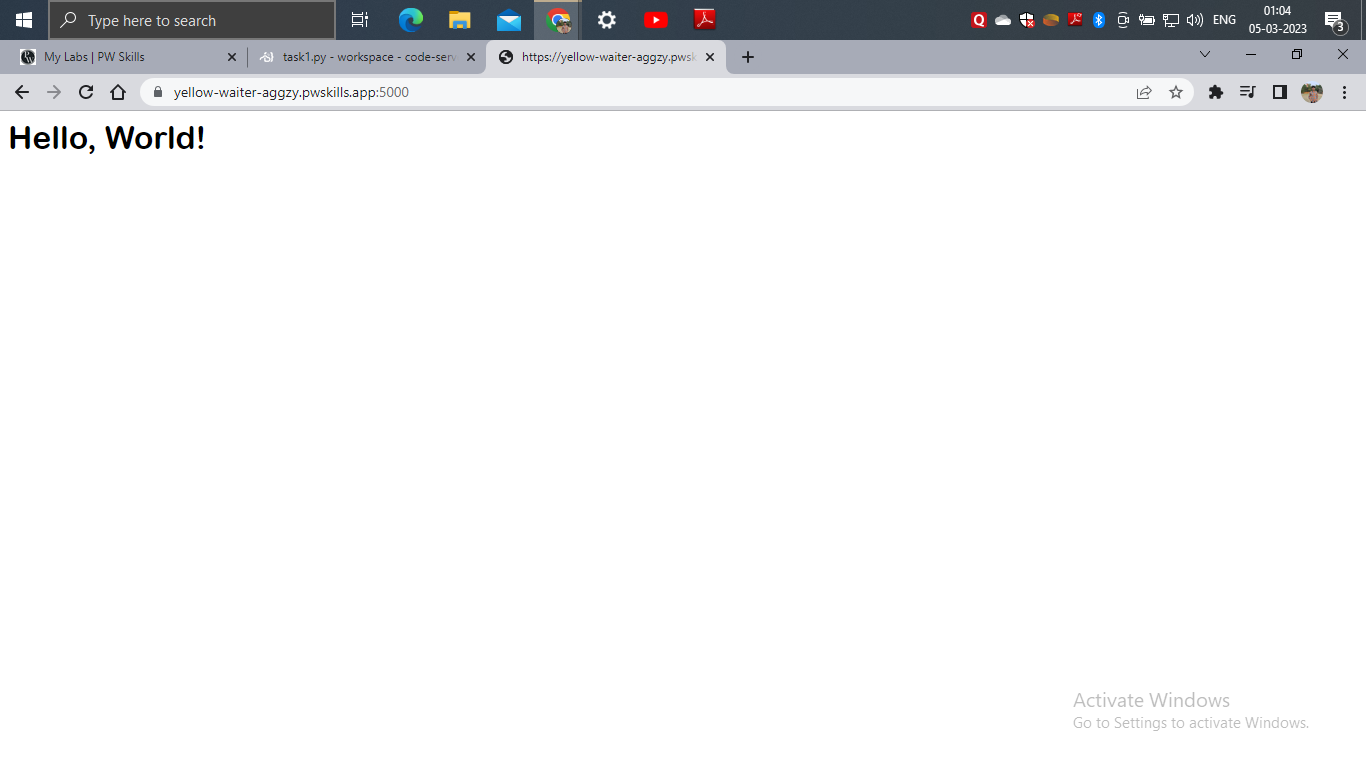 Type here to search
ENG
01:04
05-03-2023
3
My Labs | PW Skills
task1.py - workspace - code-serv
https://yellow-waiter-aggzy.pwsk
yellow-waiter-aggzy.pwskills.app:5000
Hello, World!
Activate Windows
Go to Settings to activate Windows.